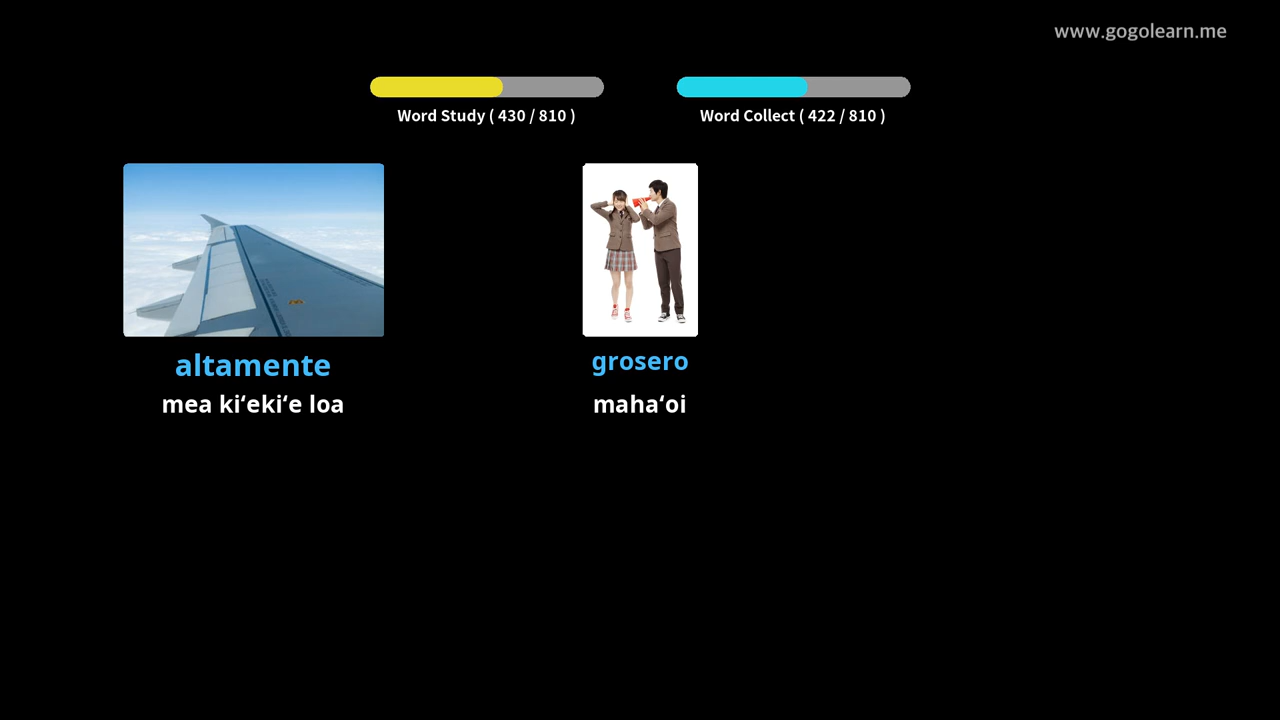 www.gogolearn.me
Word Study ( 430 / 810 )
Word Collect ( 422 / 810 )
altamente
grosero
mea kiʻekiʻe loa
mahaʻoi